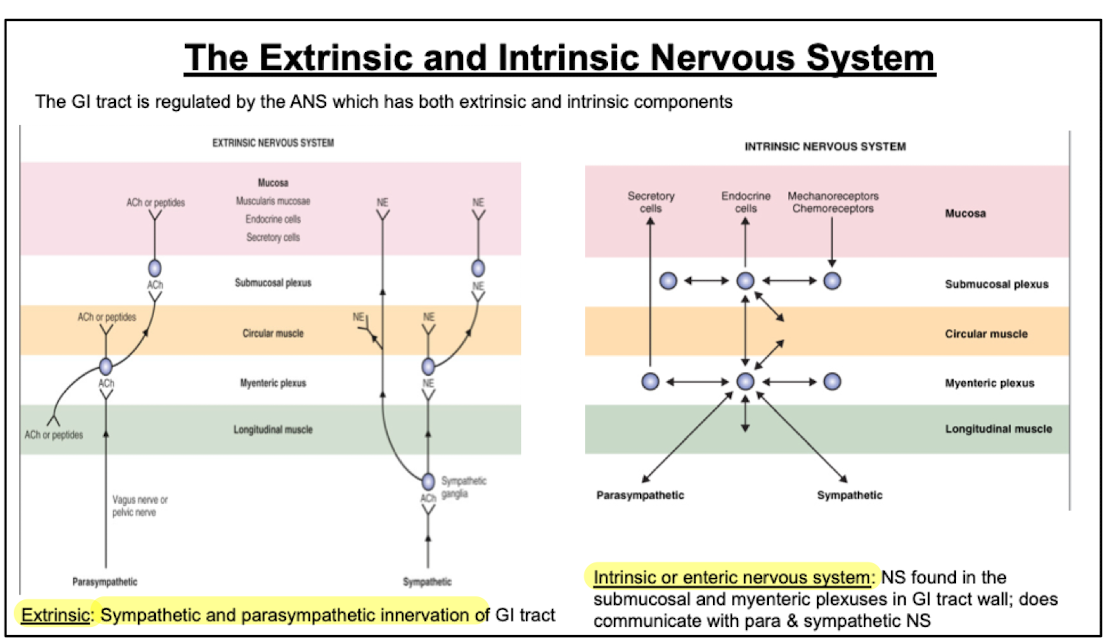 The Extrinsic and Intrinsic Nervous System
The GI tract is regulated by the ANS which has both extrinsic and intrinsic components
EXTRINSIC NERVOUS SYSTEM
Mucosa
ACh or peptides
Muscularis mucosae
NE
NE
Endocrine cells
Secretory cells
ACh
Submucosal plexus
NE
ACh or peptides
NE
NE
Circular muscle
ACh
Myenteric plexus
NE
ACh or peptides
Longitudinal muscle
Vagus nerve or
pelvic nerve
Sympathetic
ganglia
ACh
Parasympathetic
Sympathetic
Extrinsic: Sympathetic and parasympathetic innervation of GI tract
INTRINSIC NERVOUS SYSTEM
Secretory
cells
Endocrine
cells
Mechanoreceptors
Chemoreceptors
Mucosa
Submucosal plexus
Circular muscle
Myenteric plexus
Longitudinal muscle
Parasympathetic
Sympathetic
Intrinsic or enteric nervous system: NS found in the
submucosal and myenteric plexuses in GI tract wall; does
communicate with para & sympathetic NS